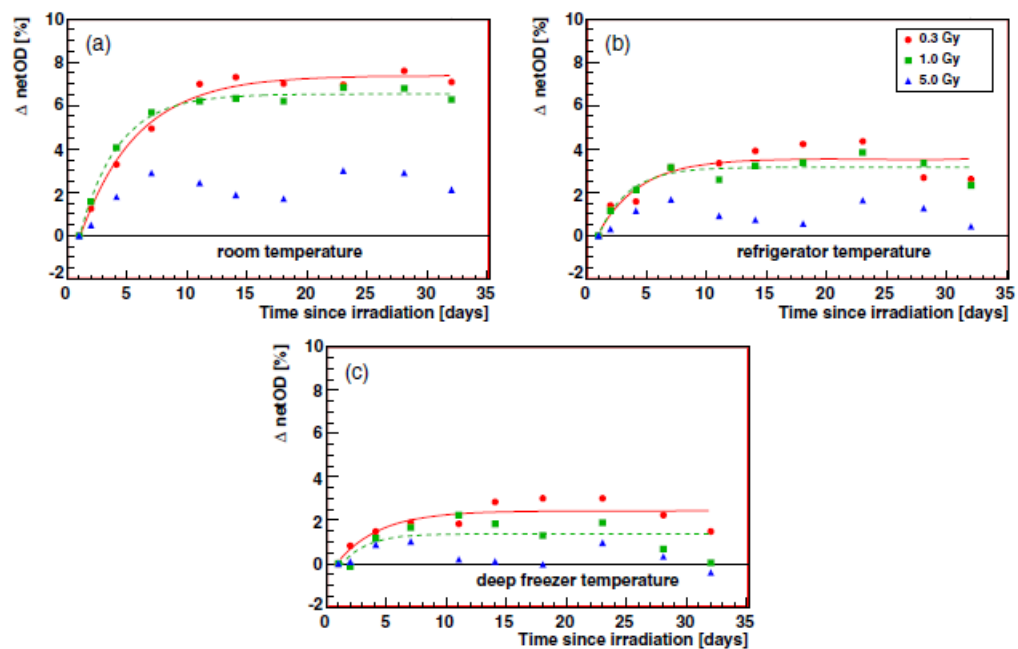 (a)
Δ netOD [%]
10
8
6
4
2
0
-2
room temperature
0 5 10 15 20 25 30 35
Time since irradiation [days]
(b)
Δ netOD [%]
0.3 Gy
1.0 Gy
5.0 Gy
10
8
6
4
2
0
-2
refrigerator temperature
0 5 10 15 20 25 30 35
Time since irradiation [days]
(c)
Δ netOD [%]
10
8
6
4
2
0
-2
deep freezer temperature
0 5 10 15 20 25 30 35
Time since irradiation [days]